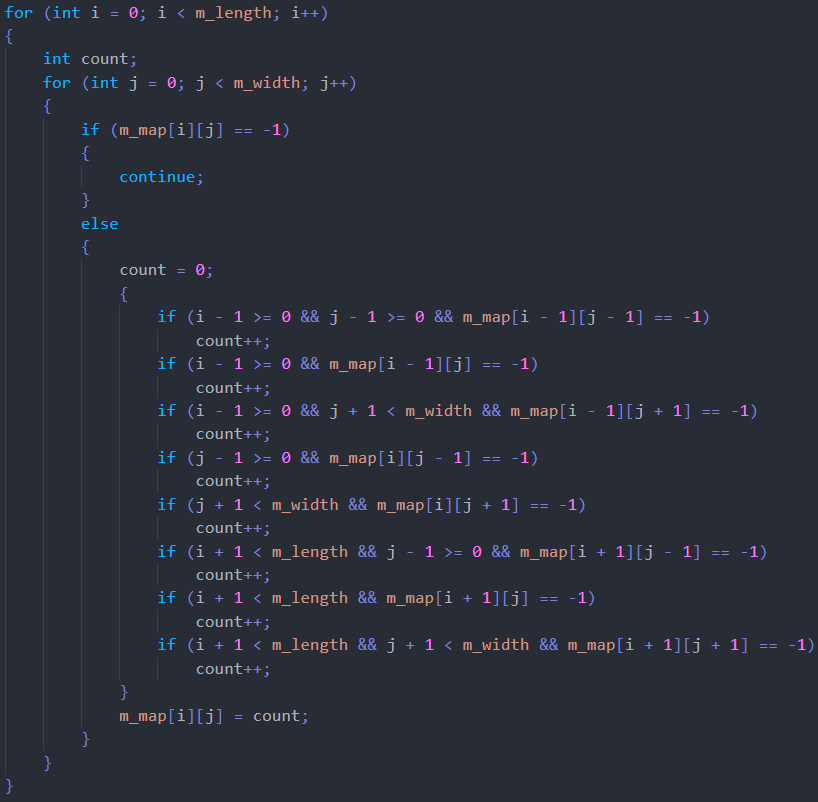 for (int i = 0; i < m_length; i++)
{
    int count;
    for (int j = 0; j < m_width; j++)
    {
        if (m_map[i][j] == -1)
        {
            continue;
        }
        else
        {
            count = 0;
            {
                if (i - 1 >= 0 && j - 1 >= 0 && m_map[i - 1][j - 1] == -1)
                    count++;
                if (i - 1 >= 0 && m_map[i - 1][j] == -1)
                    count++;
                if (i - 1 >= 0 && j + 1 < m_width && m_map[i - 1][j + 1] == -1)
                    count++;
                if (j - 1 >= 0 && m_map[i][j - 1] == -1)
                    count++;
                if (j + 1 < m_width && m_map[i][j + 1] == -1)
                    count++;
                if (i + 1 < m_length && j - 1 >= 0 && m_map[i + 1][j - 1] == -1)
                    count++;
                if (i + 1 < m_length && m_map[i + 1][j] == -1)
                    count++;
                if (i + 1 < m_length && j + 1 < m_width && m_map[i + 1][j + 1] == -1)
                    count++;
            }
            m_map[i][j] = count;
        }
    }
}